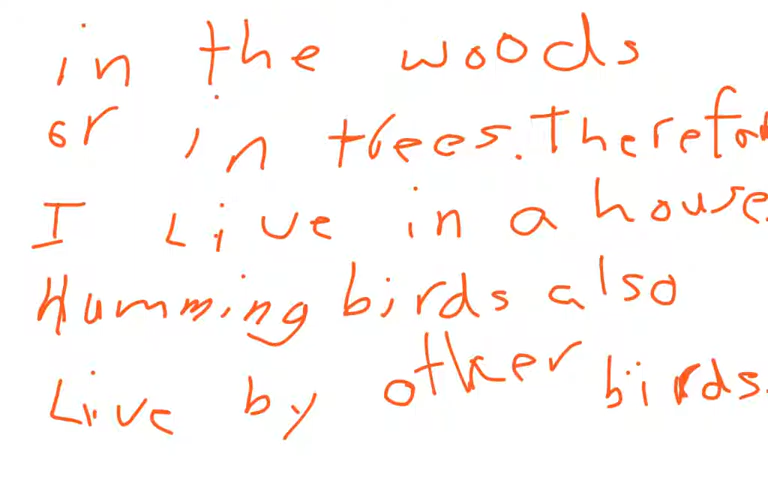 in the woods
or in trees. Therefor
I Live in a house
Humming birds also
Live by other birds.